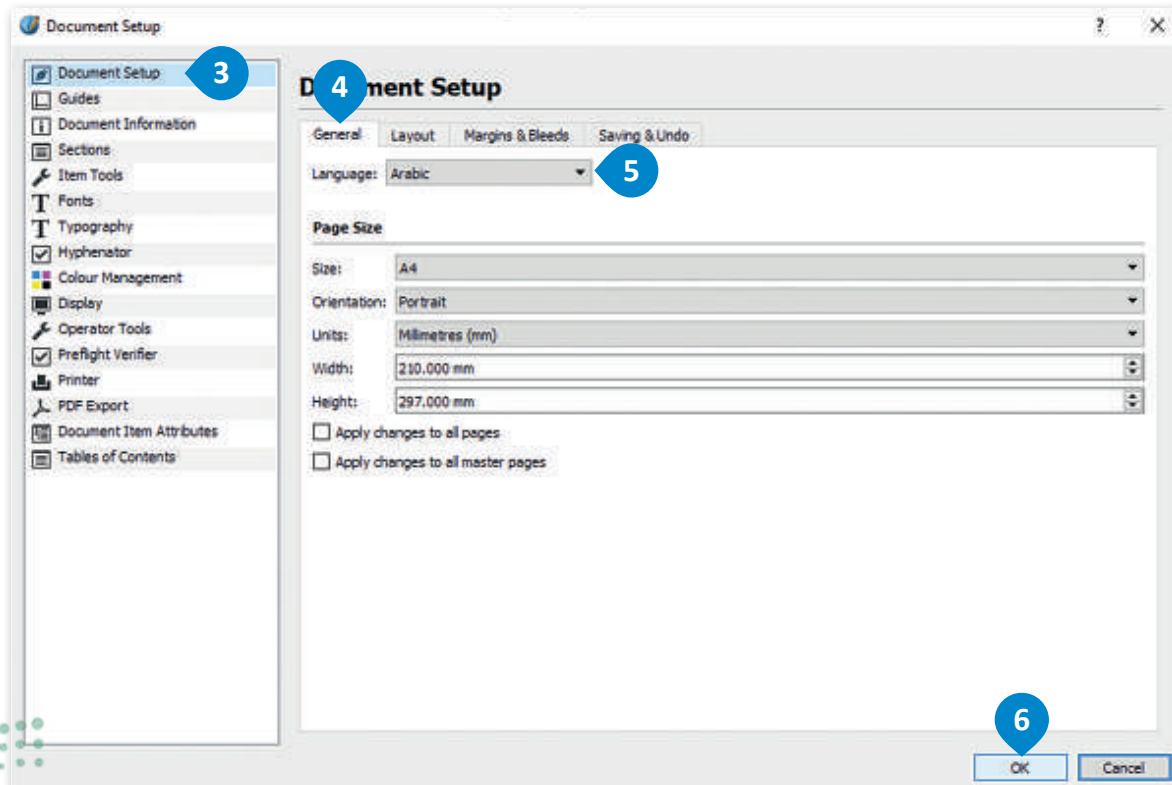 Document Setup
?
Document Setup
3
Guides
Document Information
Sections
Item Tools
Fonts
Typography
Hyphenator
Colour Management
Display
Operator Tools
Preflight Verifier
Printer
PDF Export
Document Item Attributes
Tables of Contents
Document Setup
4
General Layout Margins & Bleeds Saving & Undo
Language: Arabic
5
Page Size
Size: A4
Orientation: Portrait
Units: Millimetres (mm)
Width: 210.000 mm
Height: 297.000 mm
Apply changes to all pages
Apply changes to all master pages
6
OK Cancel